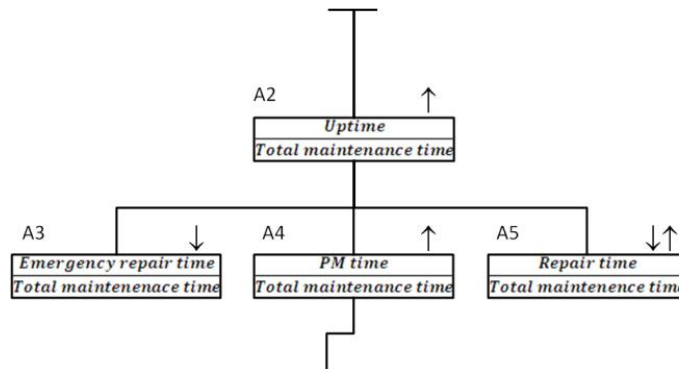 A2 ↑
Uptime
Total maintenance time
A3 ↓ A4 ↑ A5 ↓↑
Emergency repair time PM time Repair time
Total maintenenace time Total maintenance time Total maintenence time